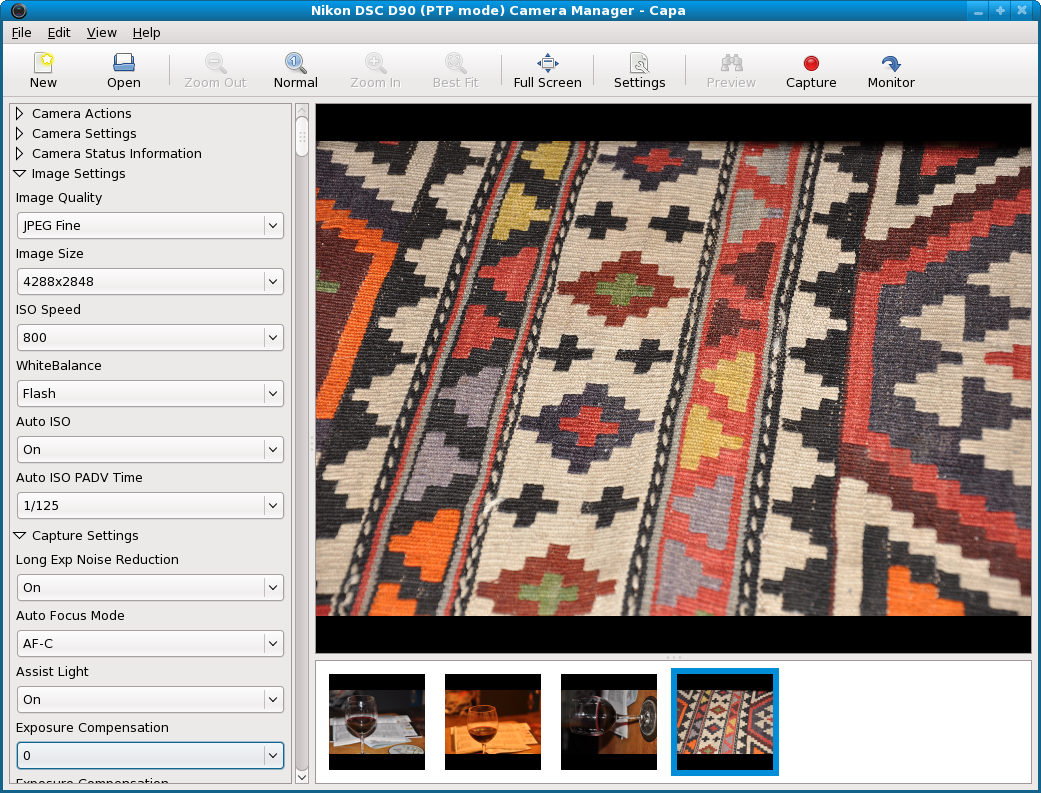 Nikon DSC D90 (PTP mode) Camera Manager - Capa
File Edit View Help
New Open Zoom Out Normal Zoom In Best Fit Full Screen Settings Preview Capture Monitor
Camera Actions
Camera Settings
Camera Status Information
Image Settings
Image Quality
JPEG Fine
Image Size
4288x2848
ISO Speed
800
WhiteBalance
Flash
Auto ISO
On
Auto ISO PADV Time
1/125
Capture Settings
Long Exp Noise Reduction
On
Auto Focus Mode
AF-C
Assist Light
On
Exposure Compensation
0
Exposure Compensation